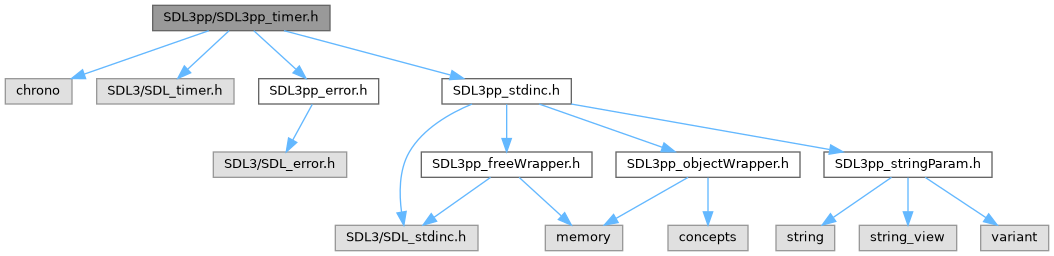 SDL3pp/SDL3pp_timer.h
chrono
SDL3/SDL_timer.h
SDL3pp_error.h
SDL3pp_stdinc.h
SDL3/SDL_error.h
SDL3pp_freeWrapper.h
SDL3pp_objectWrapper.h
SDL3pp_stringParam.h
SDL3/SDL_stdinc.h
memory
concepts
string
string_view
variant